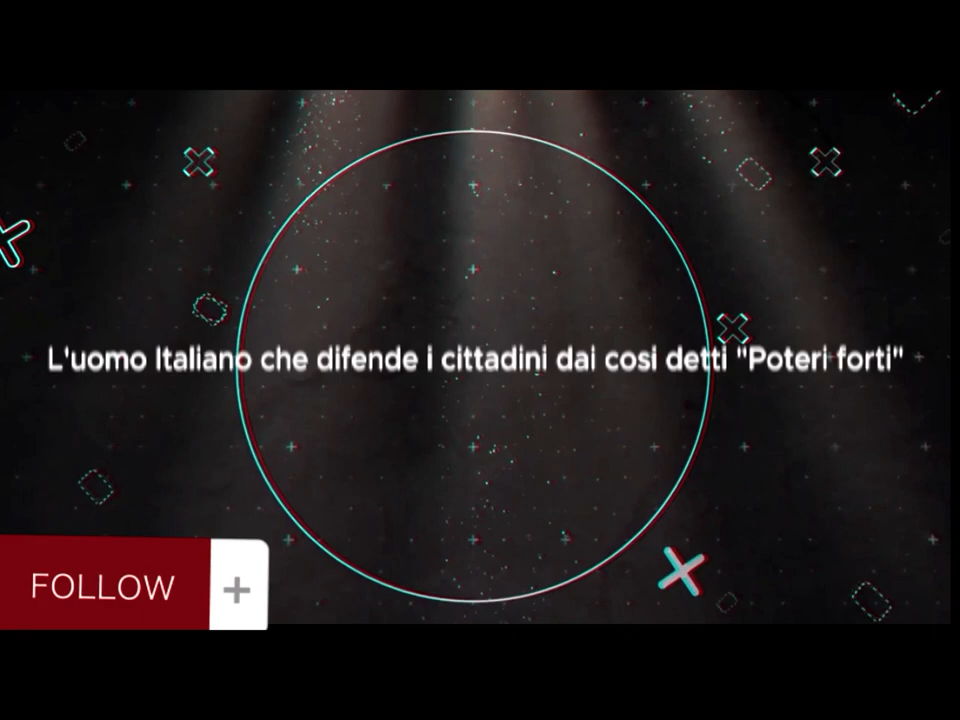 L'uomo Italiano che difende i cittadini dai cosi detti "Poteri forti"
FOLLOW +